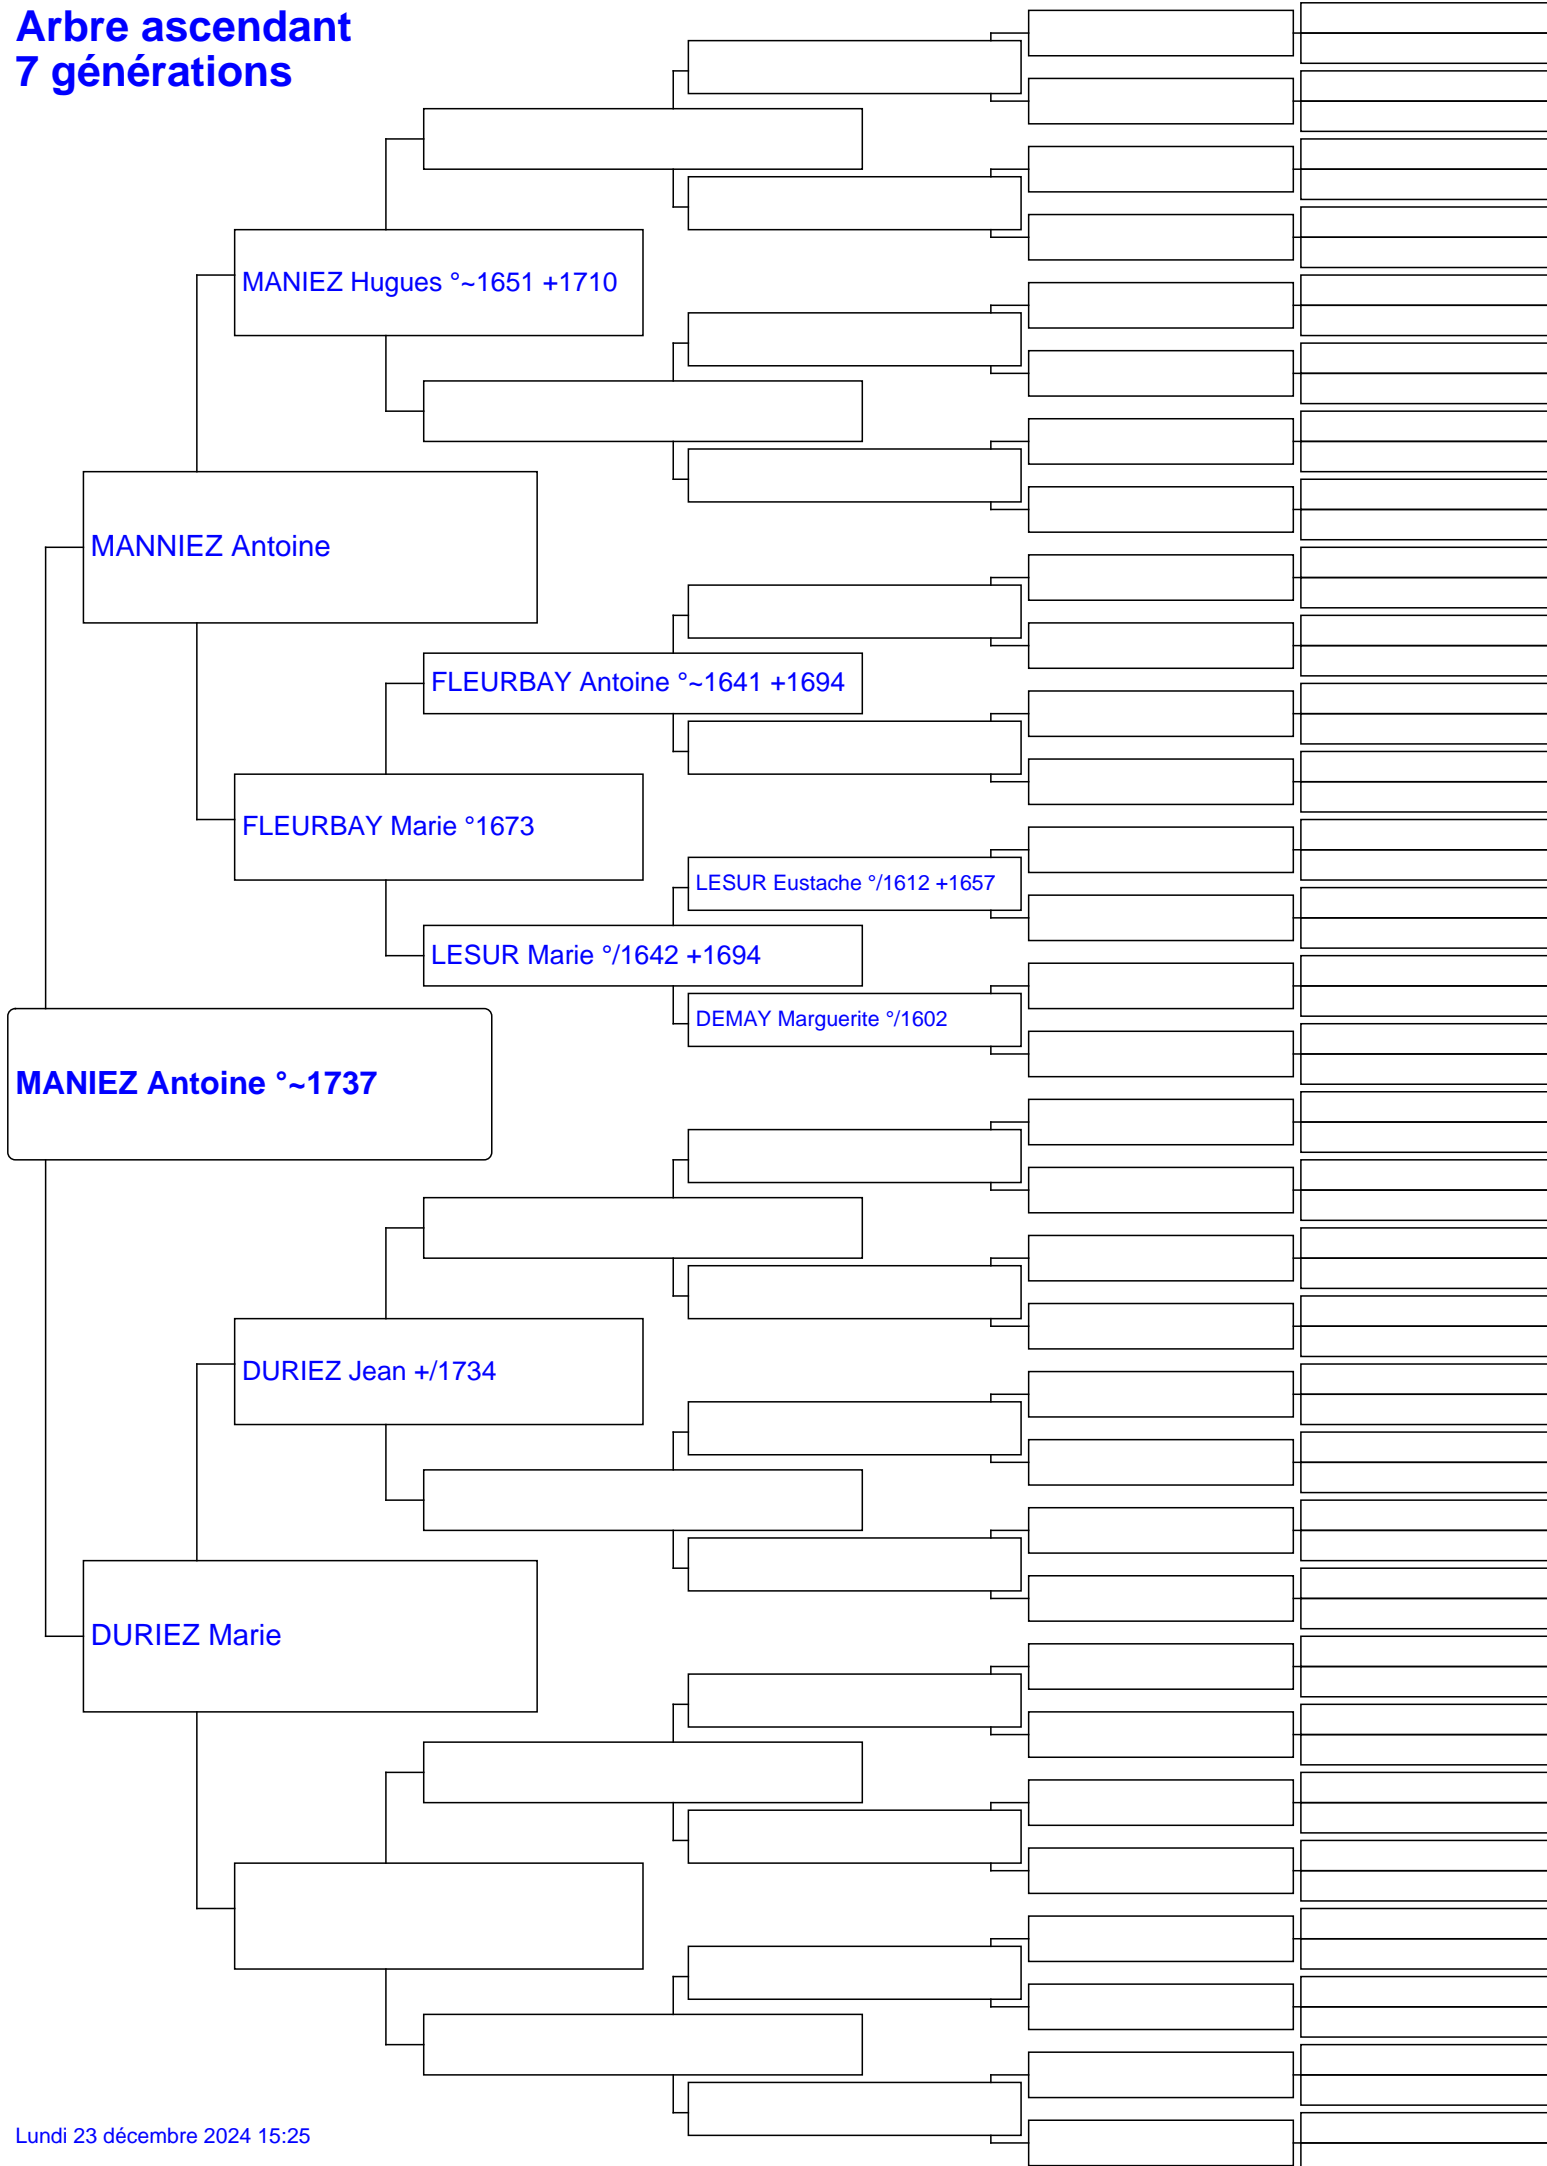 Arbre ascendant
7 générations
MANIEZ Hugues °~1651 +1710
MANNIEZ Antoine
FLEURBAY Antoine °~1641 +1694
FLEURBAY Marie °1673
LESUR Eustache °/1612 +1657
LESUR Marie °/1642 +1694
DEMAY Marguerite °/1602
MANIEZ Antoine °~1737
DURIEZ Jean +/1734
DURIEZ Marie
Lundi 23 décembre 2024 15:25